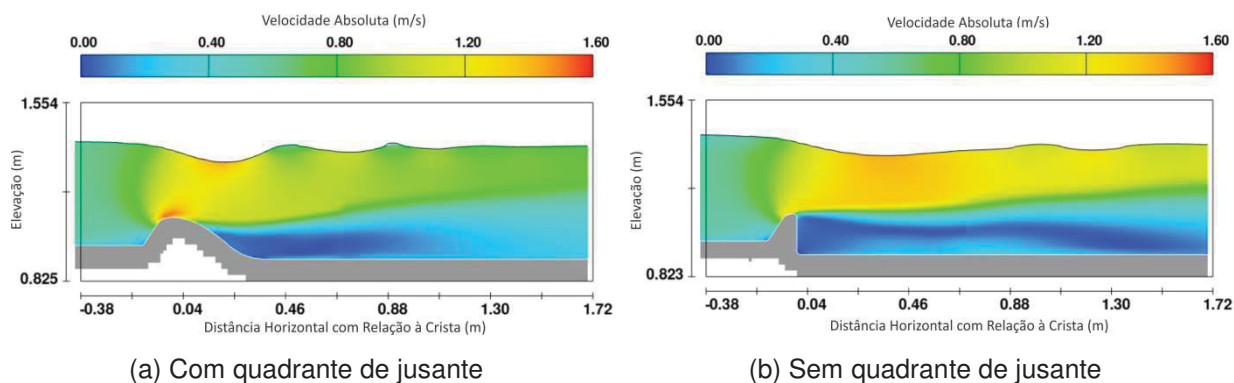 Velocidade Absoluta (m/s)
0.00 0.40 0.80 1.20 1.60
1.554
Elevação (m)
0.825
-0.38 0.04 0.46 0.88 1.30 1.72
Distância Horizontal com Relação à Crista (m)
(a) Com quadrante de jusante
Velocidade Absoluta (m/s)
0.00 0.40 0.80 1.20 1.60
1.554
Elevação (m)
0.823
-0.38 0.04 0.46 0.88 1.30 1.72
Distância Horizontal com Relação à Crista (m)
(b) Sem quadrante de jusante